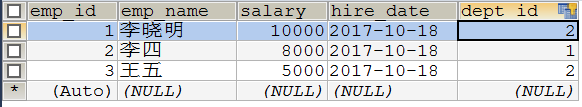 emp_id emp_name salary hire_date dept_id
1 李晓明 10000 2017-10-18 2
2 李四 8000 2017-10-18 1
3 王五 5000 2017-10-18 2
* (Auto) (NULL) (NULL) (NULL) (NULL)